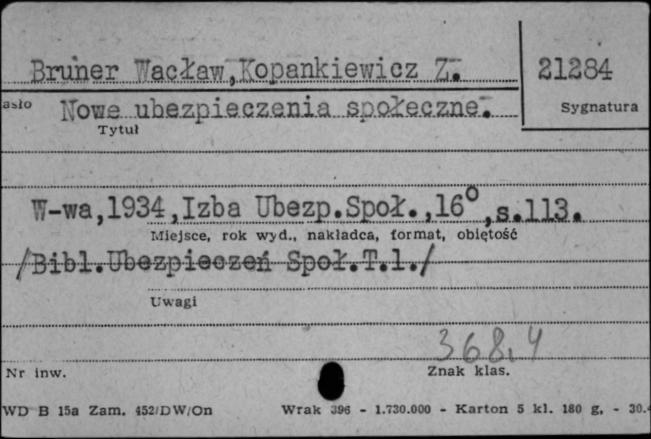 Bruner Wacław,Kopankiewicz Z.
21284
asło
Nowe ubezpieczenia społeczne.
Sygnatura
Tytuł
W-wa,1934,Izba Ubezp.Społ.,16°,s.113.
Miejsce, rok wyd., nakładca, format, objętość
/Bibl.Ubezpieczeń Społ.T.1./
Uwagi
368.4
Nr inw.
Znak klas.
WD B 15a Zam. 452/DW/On Wrak 396 - 1.730.000 - Karton 5 kl. 180 g. - 30.